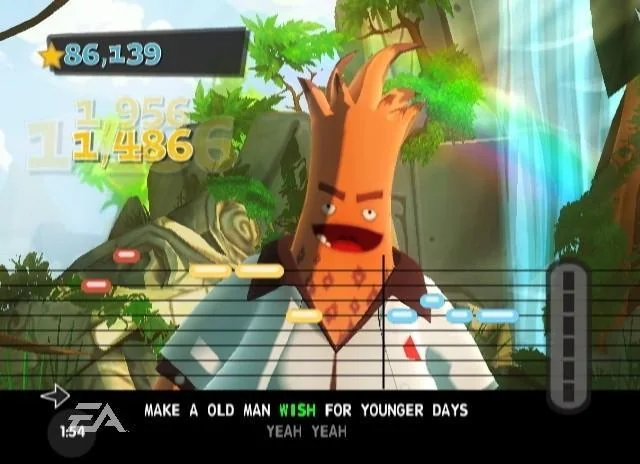 86,139
1,956
1,486
MAKE A OLD MAN WISH FOR YOUNGER DAYS
YEAH YEAH
EA
1:54